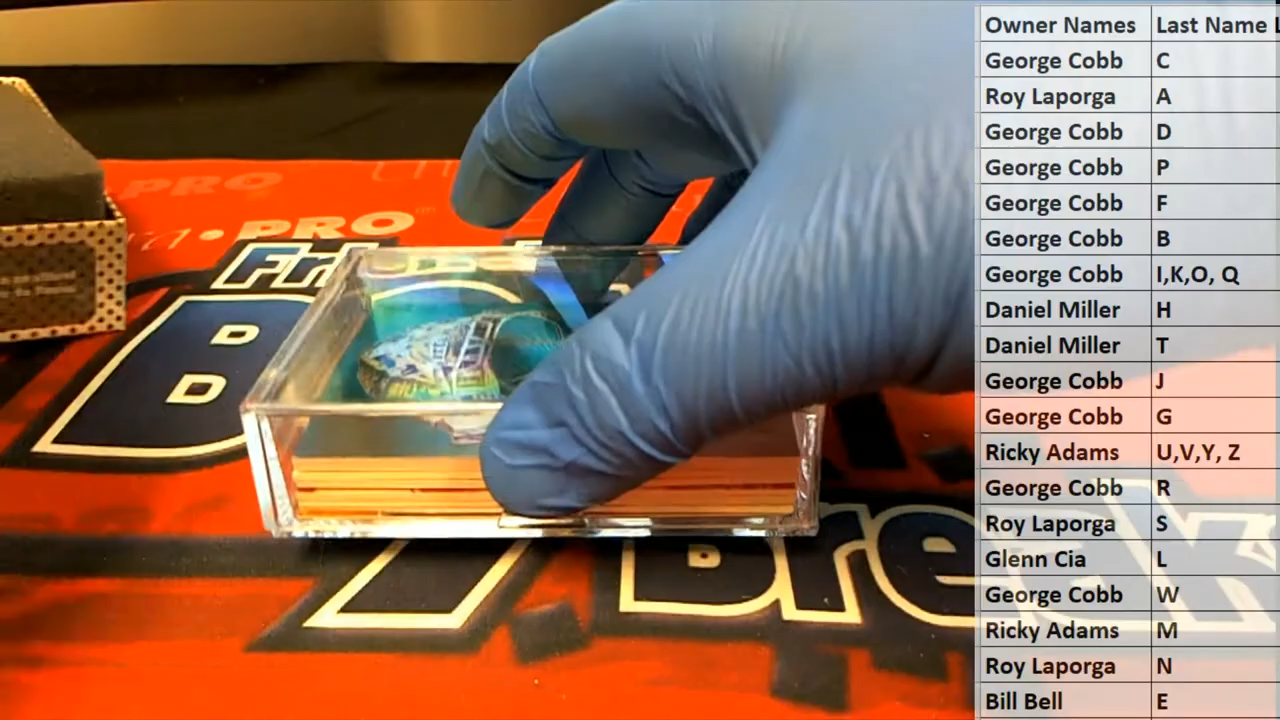 Owner Names Last Name
George Cobb C
Roy Laporga A
George Cobb D
George Cobb P
George Cobb F
George Cobb B
George Cobb I,K,O, Q
Daniel Miller H
Daniel Miller T
George Cobb J
George Cobb G
Ricky Adams U,V,Y, Z
George Cobb R
Roy Laporga S
Glenn Cia L
George Cobb W
Ricky Adams M
Roy Laporga N
Bill Bell E
PRO
PRO
Break